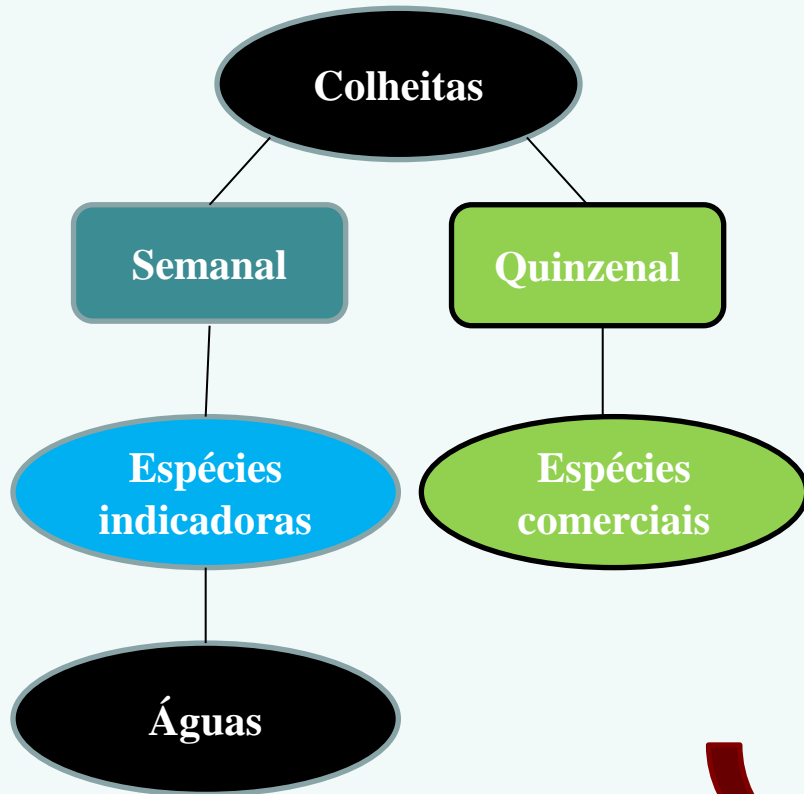 Colheitas
Semanal
Quinzenal
Espécies
indicadoras
Espécies
comerciais
Águas